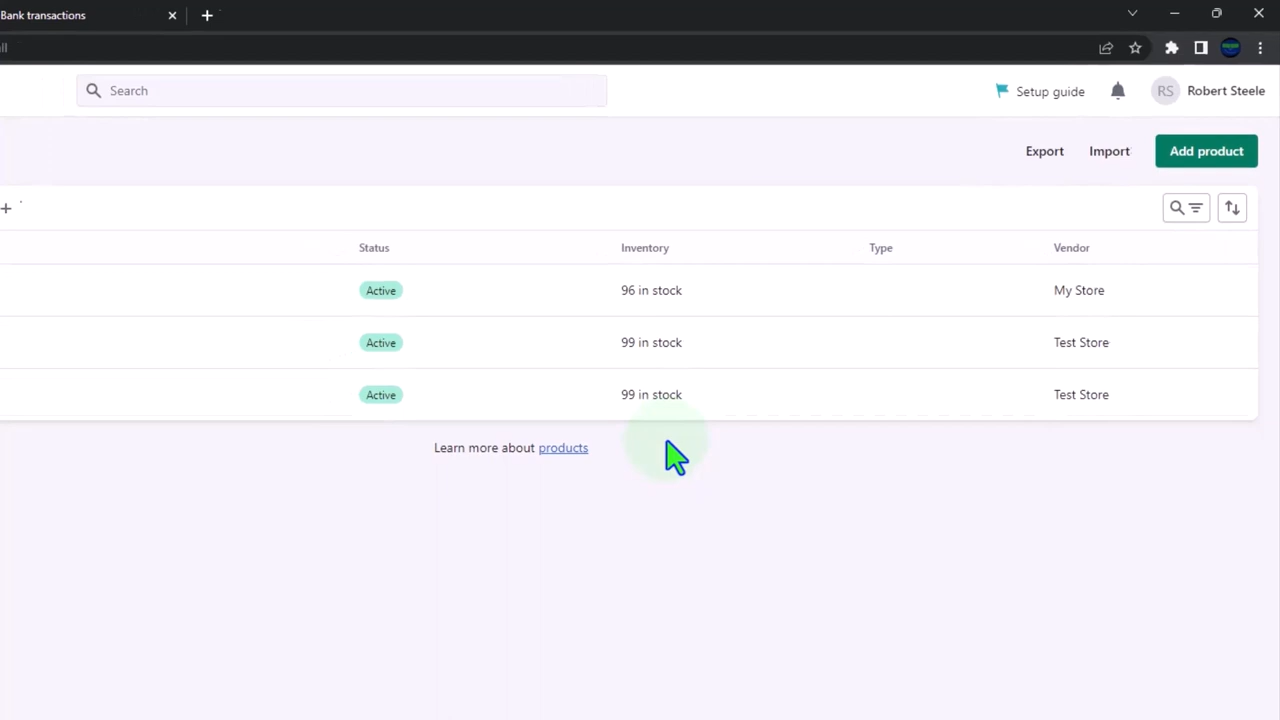 Bank transactions
ll
Search
Setup guide
RS
Robert Steele
Export
Import
Add product
Status
Inventory
Type
Vendor
Active
96 in stock
My Store
Active
99 in stock
Test Store
Active
99 in stock
Test Store
Learn more about products